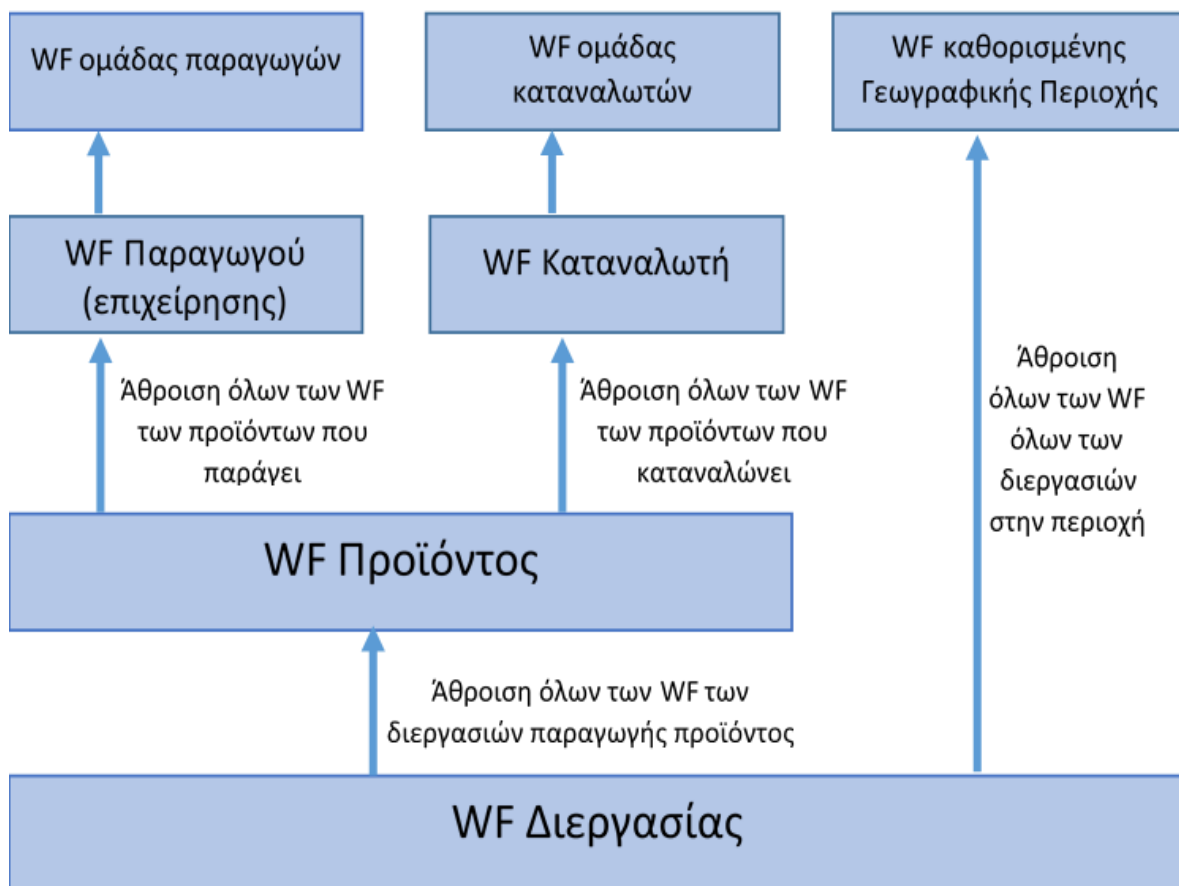 WF ομάδας παραγωγών
WF ομάδας
καταναλωτών
WF καθορισμένης
Γεωγραφικής Περιοχής
WF Παραγωγού
(επιχείρησης)
WF Καταναλωτή
Άθροιση όλων των WF
των προϊόντων που
παράγει
Άθροιση όλων των WF
των προϊόντων που
καταναλώνει
Άθροιση
όλων των WF
όλων των
διεργασιών
στην περιοχή
WF Προϊόντος
Άθροιση όλων των WF των
διεργασιών παραγωγής προϊόντος
WF Διεργασίας